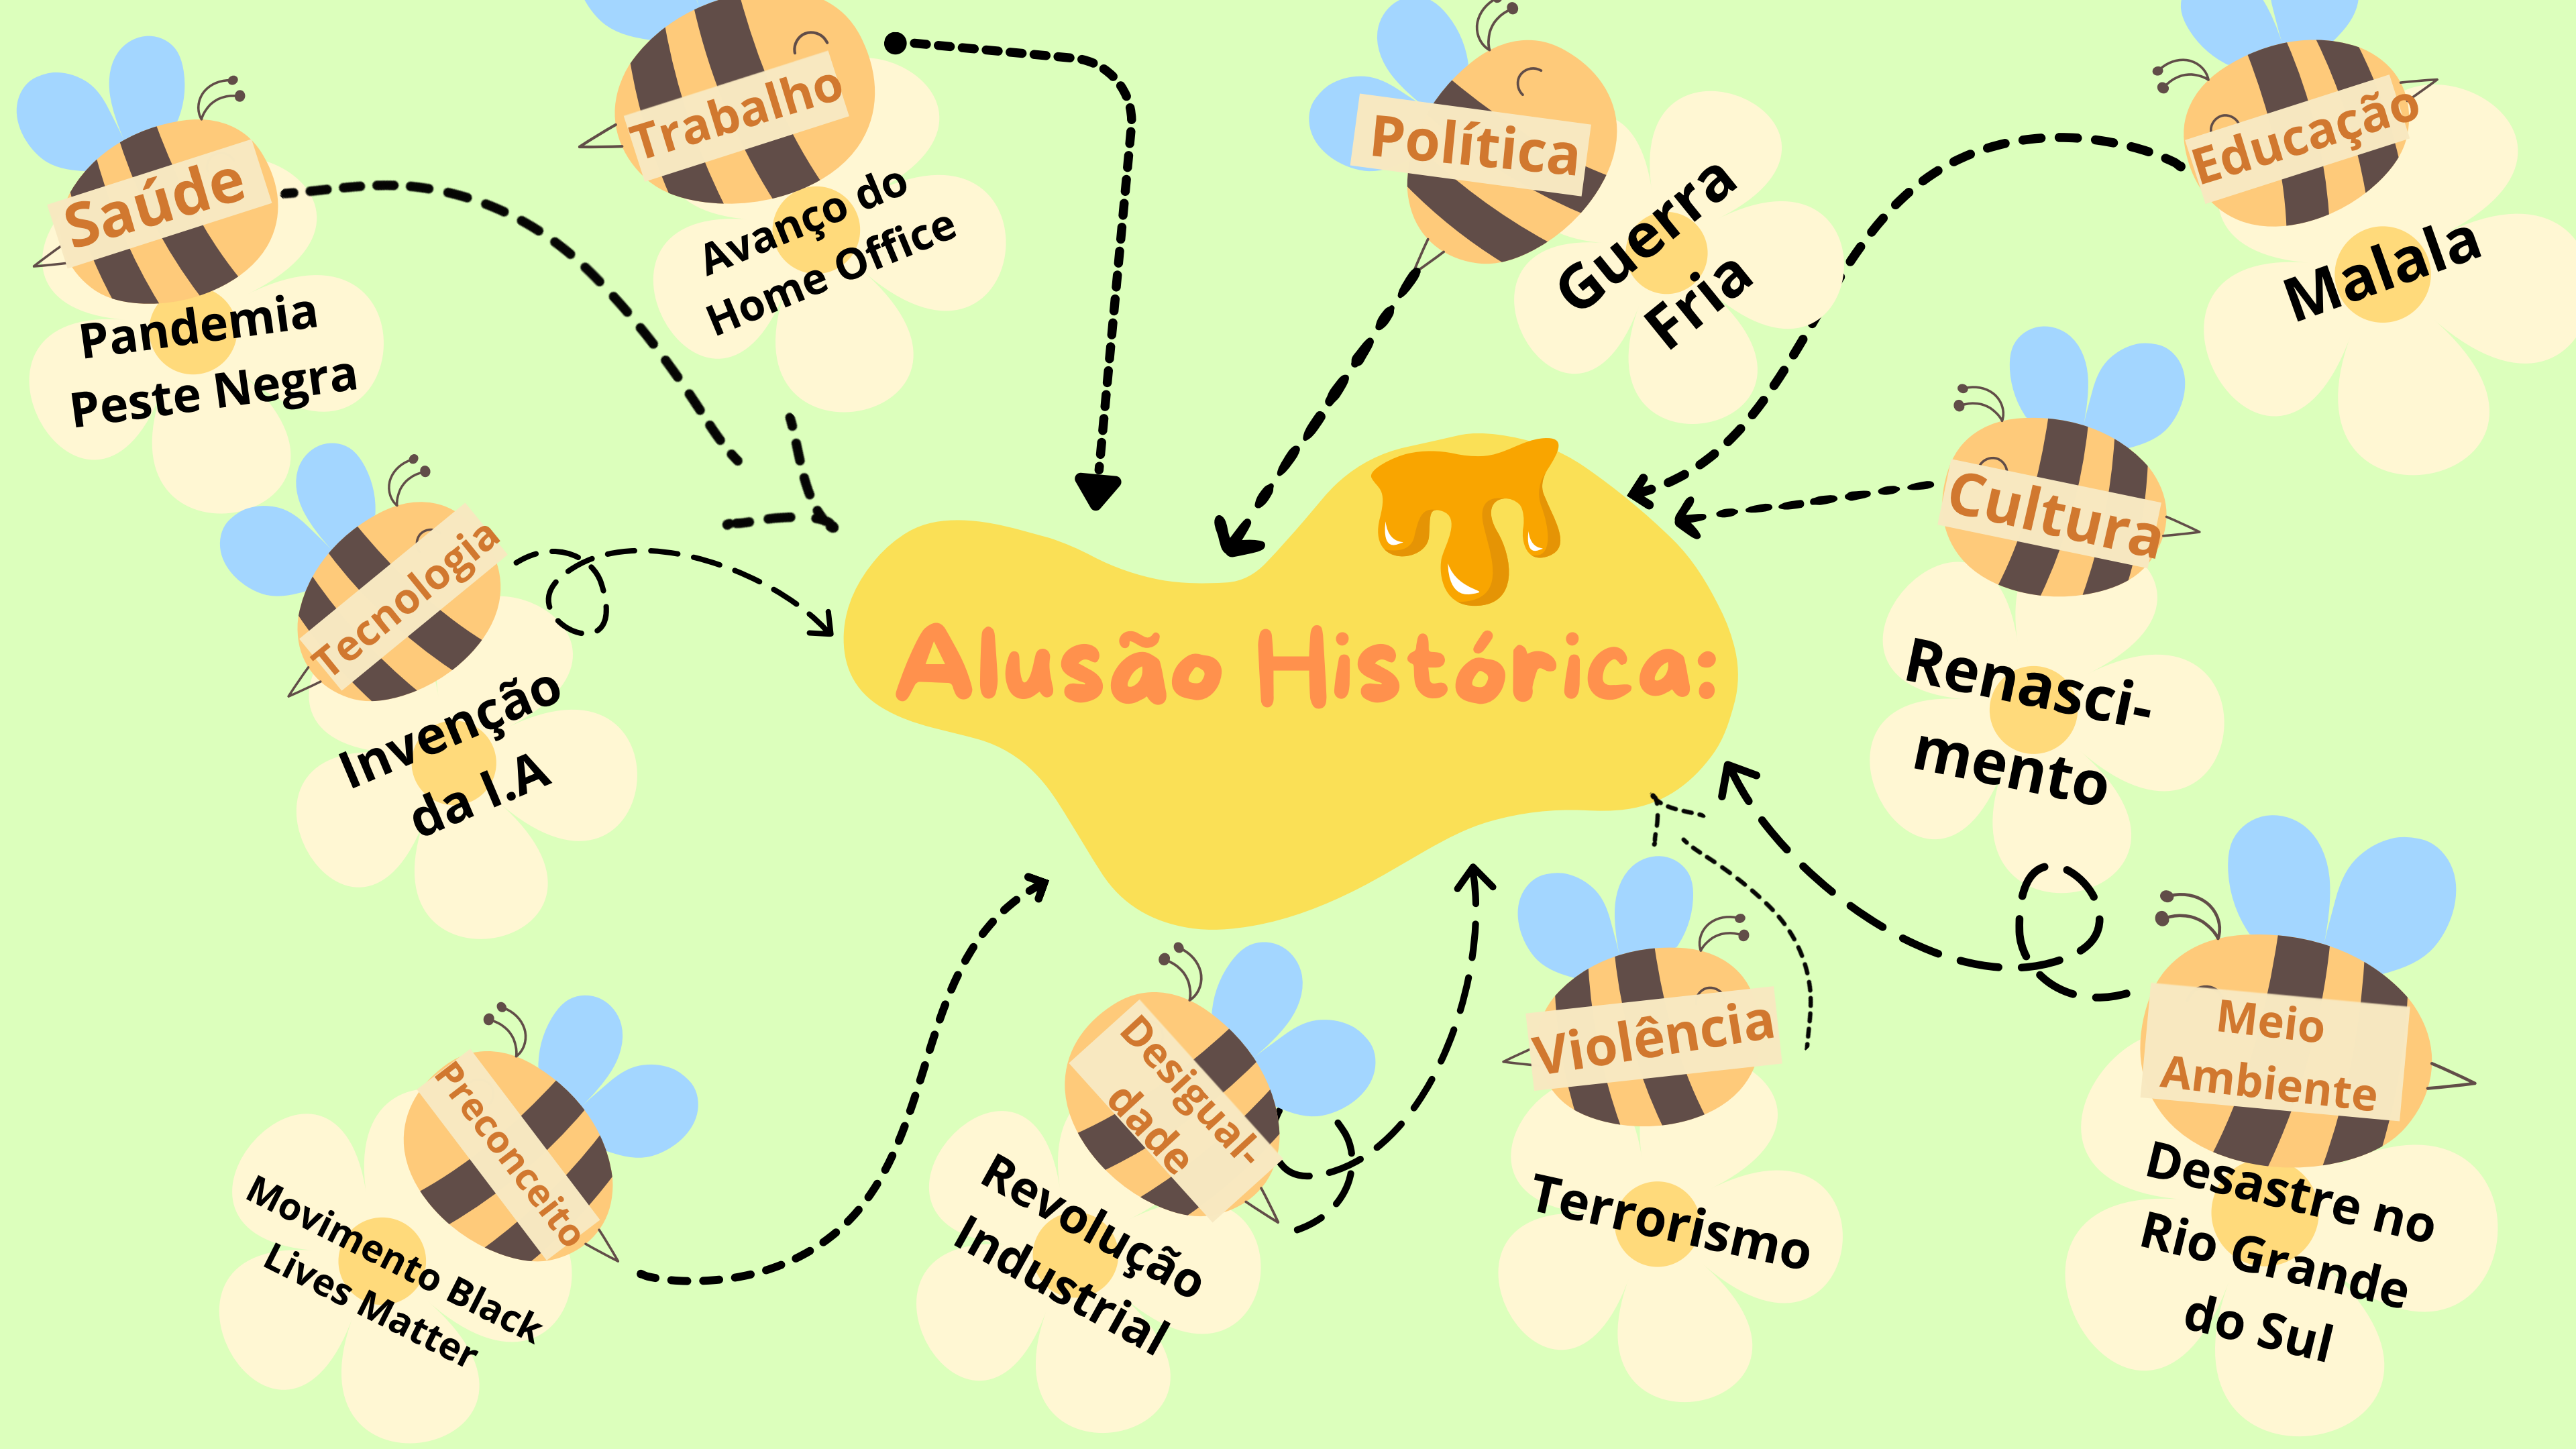 Saúde
Pandemia
Peste Negra
Trabalho
Avanço do
Home Office
Política
Guerra
Fria
Educação
Malala
Tecnologia
Invenção
da I.A
Alusão Histórica:
Cultura
Renasci-
mento
Preconceito
Movimento Black
Lives Matter
Desigual-
dade
Revolução
Industrial
Violência
Terrorismo
Meio
Ambiente
Desastre no
Rio Grande
do Sul